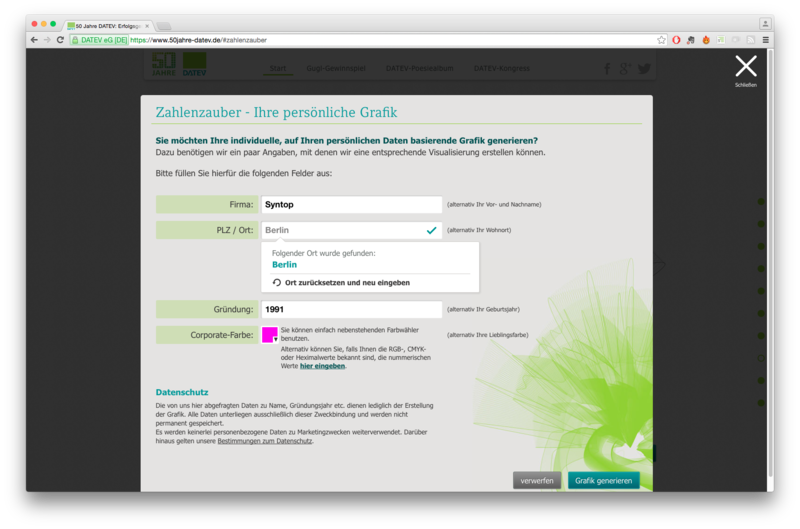 50 Jahre DATEV: Erfolgsg
DATEV eG [DE] https://www.50jahre-datev.de/#zahlenzauber
50 JAHRE DATEV Start Guql-Gewinnspiel DATEV-Poesiealbum DATEV-Kongress
Schließen
Zahlenzauber - Ihre persönliche Grafik
Sie möchten Ihre individuelle, auf Ihren persönlichen Daten basierende Grafik generieren?
Dazu benötigen wir ein paar Angaben, mit denen wir eine entsprechende Visualisierung erstellen können.
Bitte füllen Sie hierfür die folgenden Felder aus:
Firma: Syntop (alternativ Ihr Vor- und Nachname)
PLZ / Ort: Berlin (alternativ Ihr Wohnort)
Folgender Ort wurde gefunden:
Berlin
Ort zurücksetzen und neu eingeben
Gründung: 1991 (alternativ Ihr Geburtsjahr)
Corporate-Farbe: Sie können einfach nebenstehenden Farbwähler (alternativ Ihre Lieblingsfarbe)
benutzen.
Alternativ können Sie, falls Ihnen die RGB-, CMYK-
oder Heximalwerte bekannt sind, die nummerischen
Werte hier eingeben.
Datenschutz
Die von uns hier abgefragten Daten zu Name, Gründungsjahr etc. dienen lediglich der Erstellung
der Grafik. Alle Daten unterliegen ausschließlich dieser Zweckbindung und werden nicht
permanent gespeichert.
Es werden keinerlei personenbezogene Daten zu Marketingzwecken weiterverwendet. Darüber
hinaus gelten unsere Bestimmungen zum Datenschutz.
verwerfen Grafik generieren